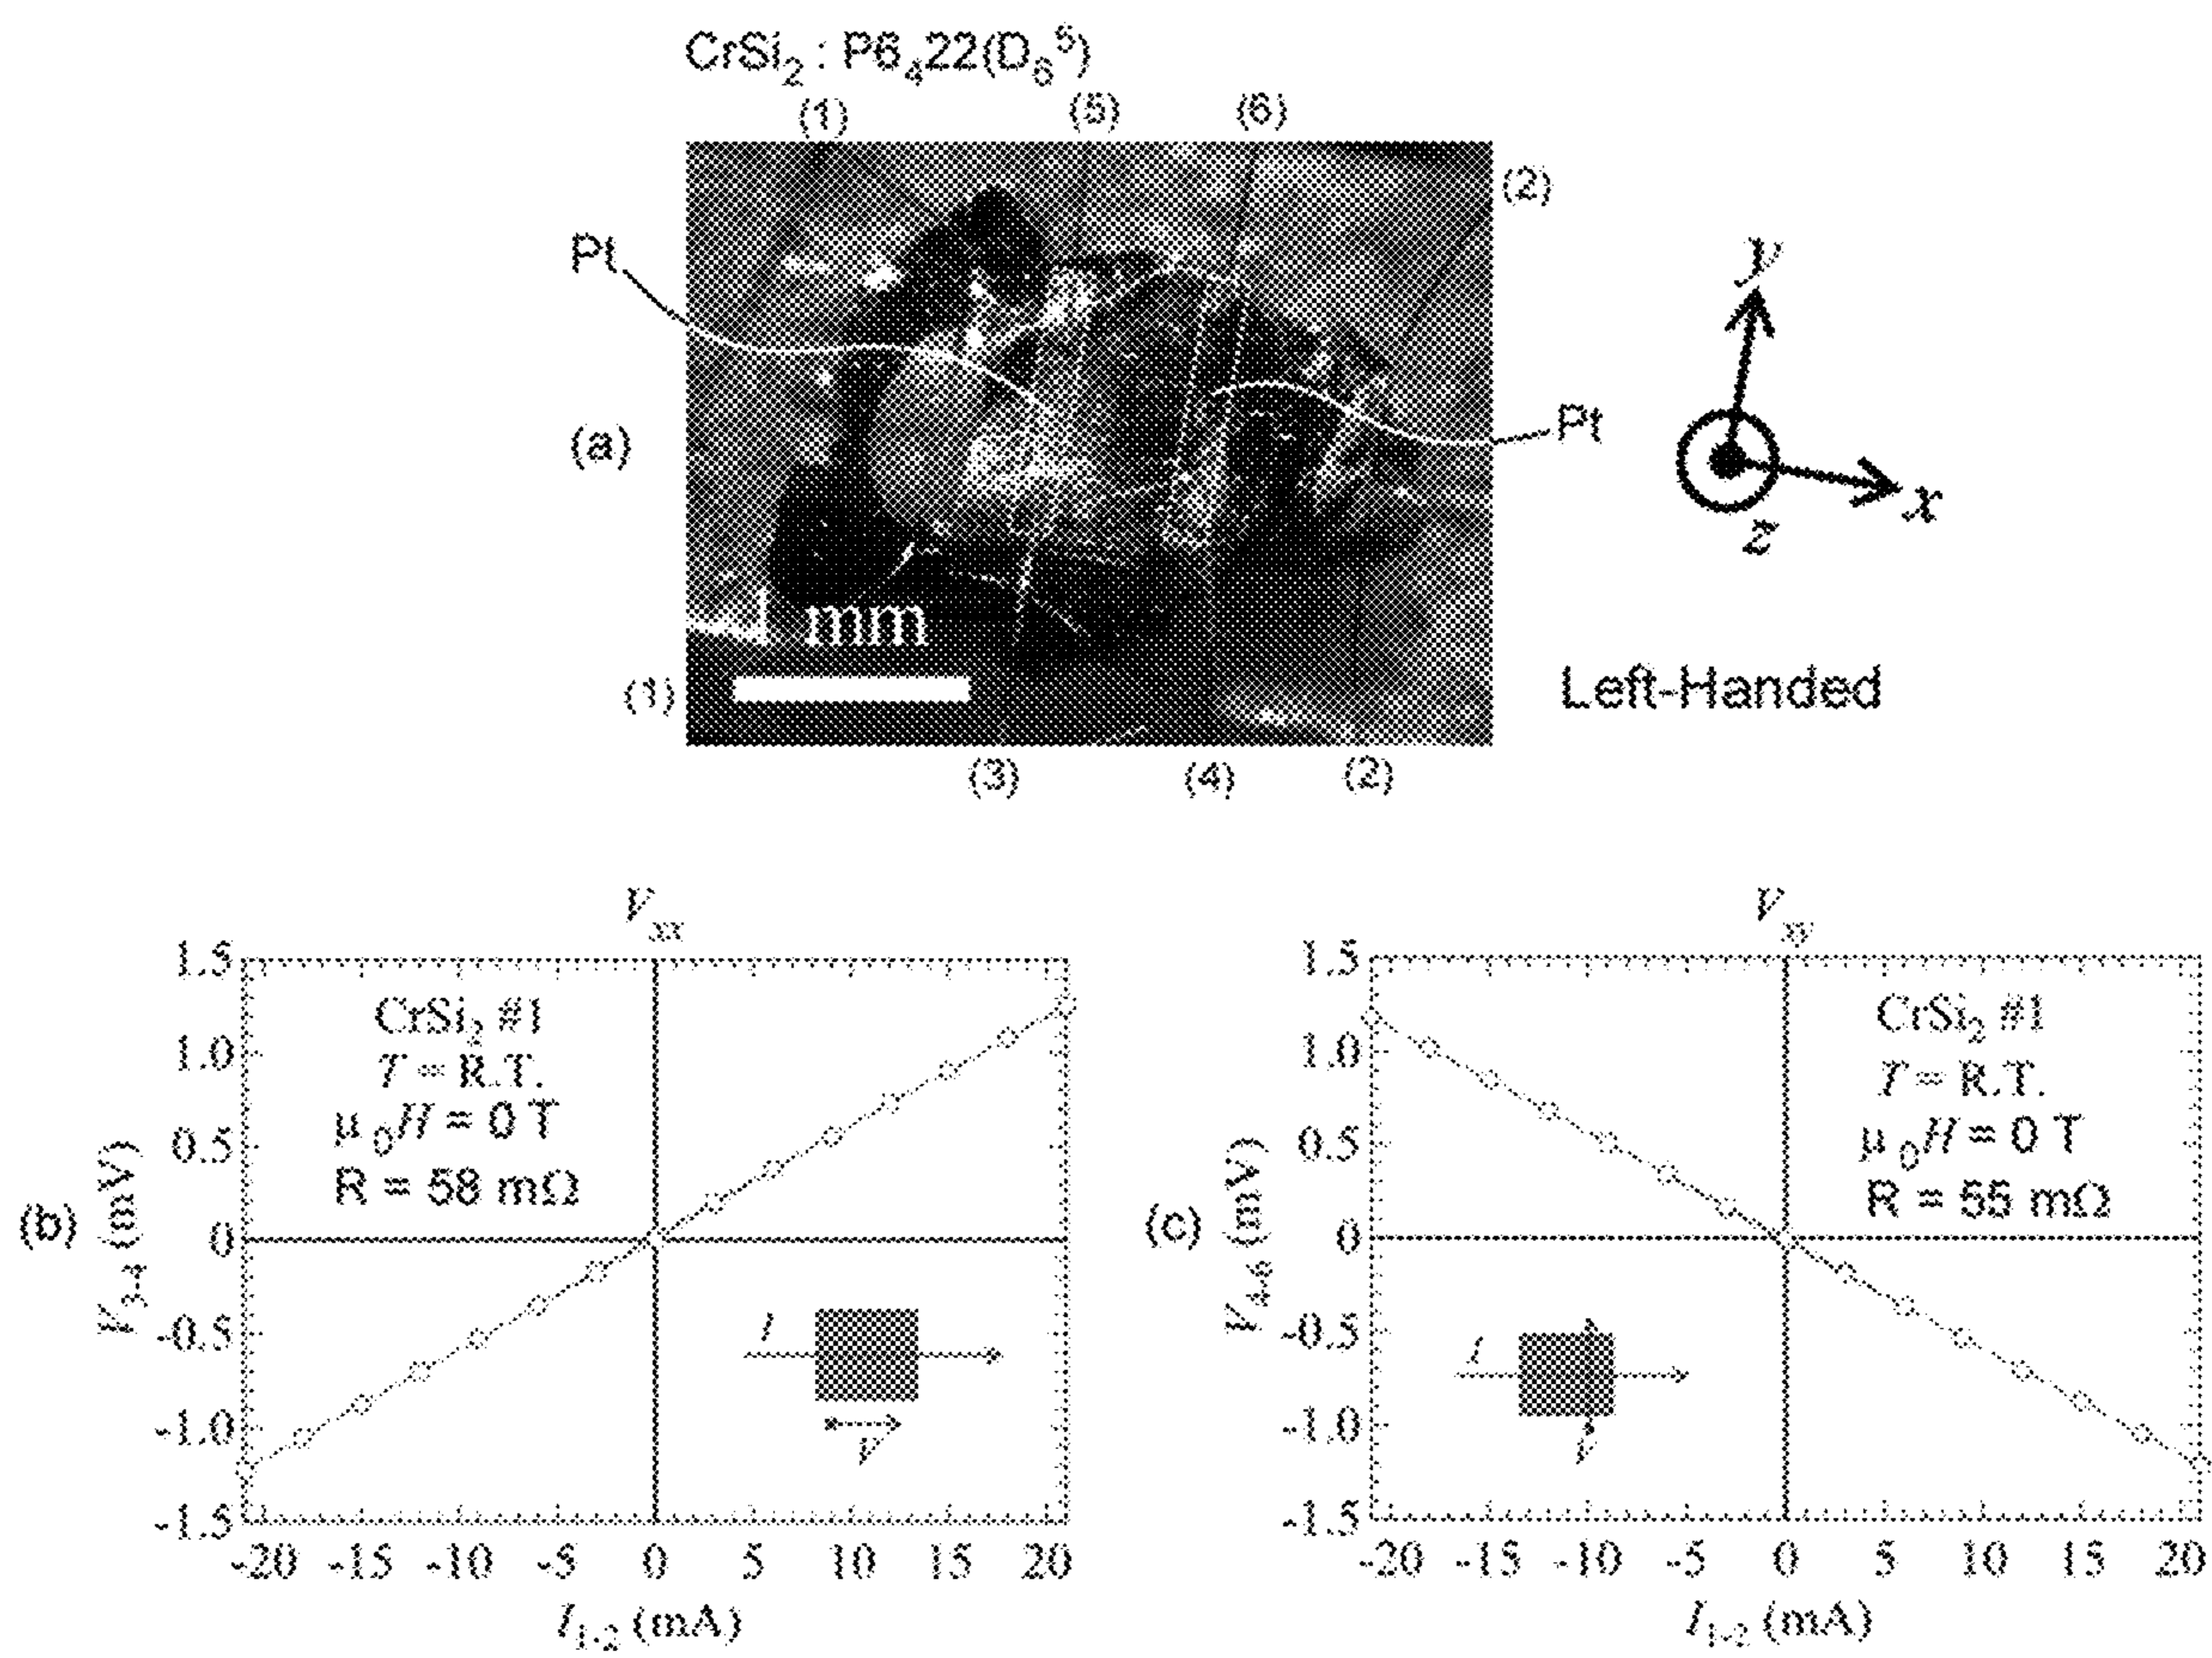 CrSi₂ : P6₄22(D₆⁵)
(1) (5) (6)
(2)
Pt
y
(a)
Pt
z
x
1 mm
Left-Handed
(1)
(3) (4) (2)
(b)
Vxx
V3-4 (mV)
1.5
1.0
0.5
0
-0.5
-1.0
-1.5
CrSi₂ #1
T = R.T.
μ₀H = 0 T
R = 58 mΩ
I
V
-20 -15 -10 -5 0 5 10 15 20
I1-2 (mA)
(c)
Vxy
V4-6 (mV)
1.5
1.0
0.5
0
-0.5
-1.0
-1.5
CrSi₂ #1
T = R.T.
μ₀H = 0 T
R = 55 mΩ
I
V
-20 -15 -10 -5 0 5 10 15 20
I1-2 (mA)